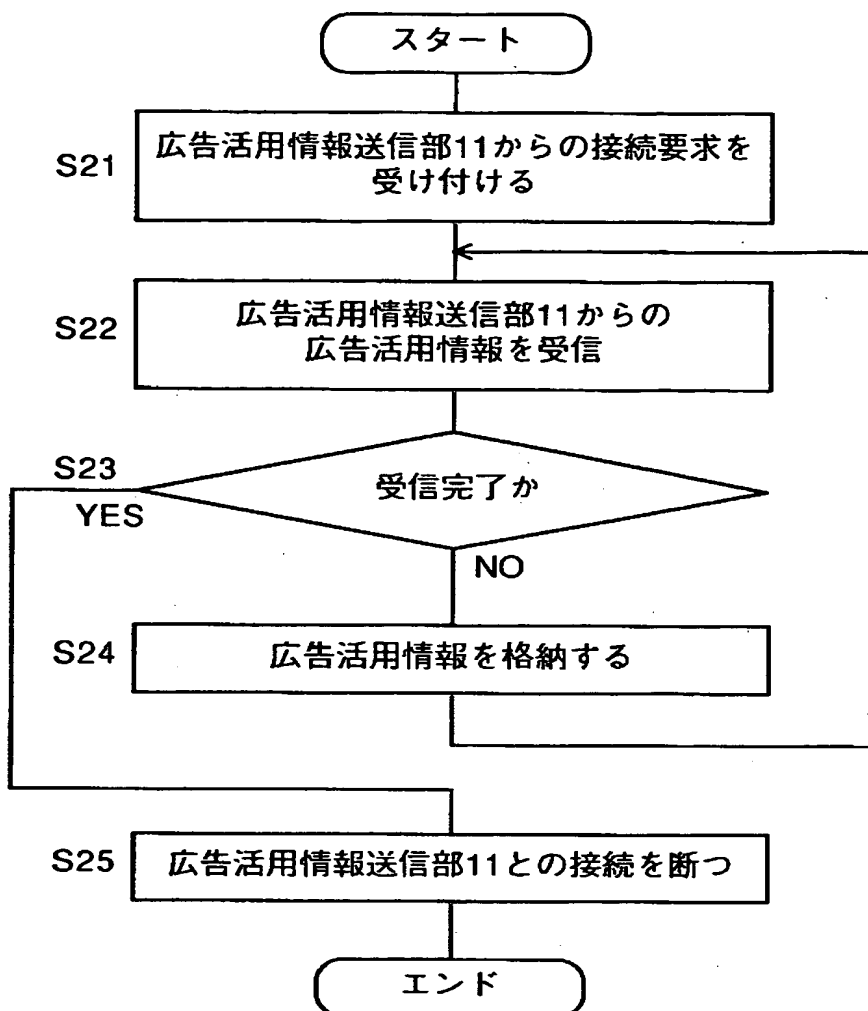 スタート
S21
広告活用情報送信部11からの接続要求を
受け付ける
S22
広告活用情報送信部11からの
広告活用情報を受信
S23
受信完了か
YES
NO
S24
広告活用情報を格納する
S25
広告活用情報送信部11との接続を断つ
エンド